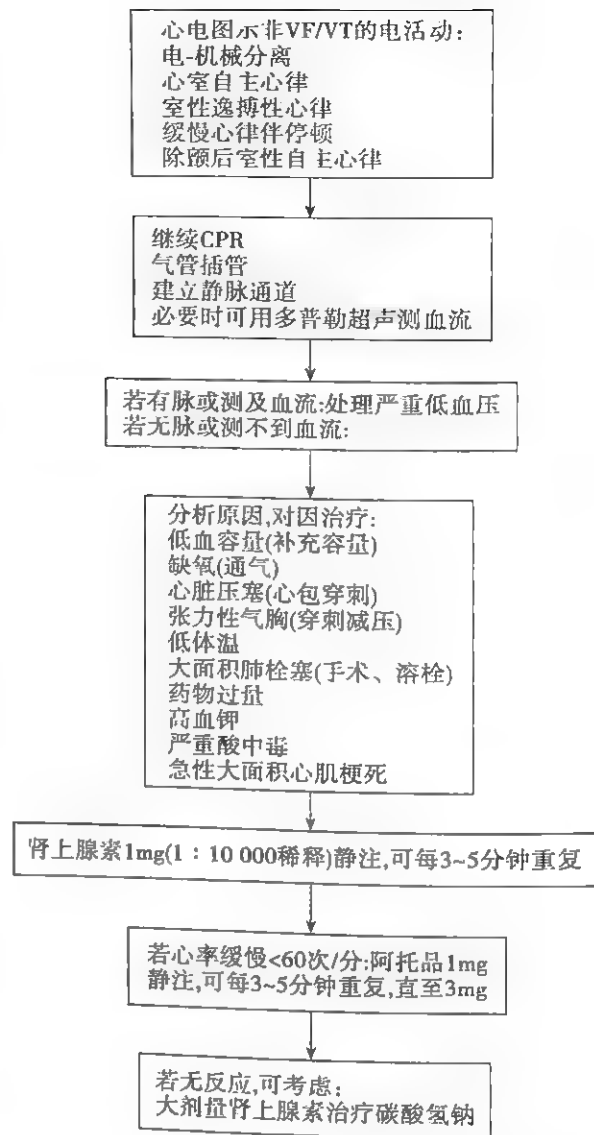 心电图示非VF/VT的电活动:
电-机械分离
心室自主心律
室性逸搏性心律
缓慢心律伴停顿
除颤后室性自主心律
继续CPR
气管插管
建立静脉通道
必要时可用多普勒超声测血流
若有脉或测及血流:处理严重低血压
若无脉或测不到血流:
分析原因,对因治疗:
低血容量(补充容量)
缺氧(通气)
心脏压塞(心包穿刺)
张力性气胸(穿刺减压)
低体温
大面积肺栓塞(手术、溶栓)
药物过量
高血钾
严重酸中毒
急性大面积心肌梗死
肾上腺素1mg(1∶10 000稀释)静注,可每3~5分钟重复
若心率缓慢<60次/分:阿托品1mg
静注,可每3~5分钟重复,直至3mg
若无反应,可考虑:
大剂量肾上腺素治疗碳酸氢钠